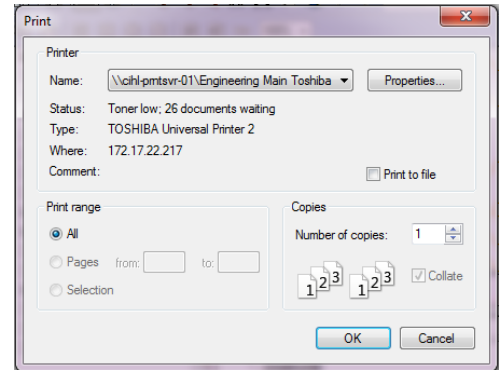 Print
Printer
Name: \\cihl-prntsvr-01\Engineering Main Toshiba Properties...
Status: Toner low; 26 documents waiting
Type: TOSHIBA Universal Printer 2
Where: 172.17.22.217
Comment: Print to file
Print range Copies
All Number of copies: 1
Pages from: to:
1 2 3 1 2 3 Collate
Selection
OK Cancel